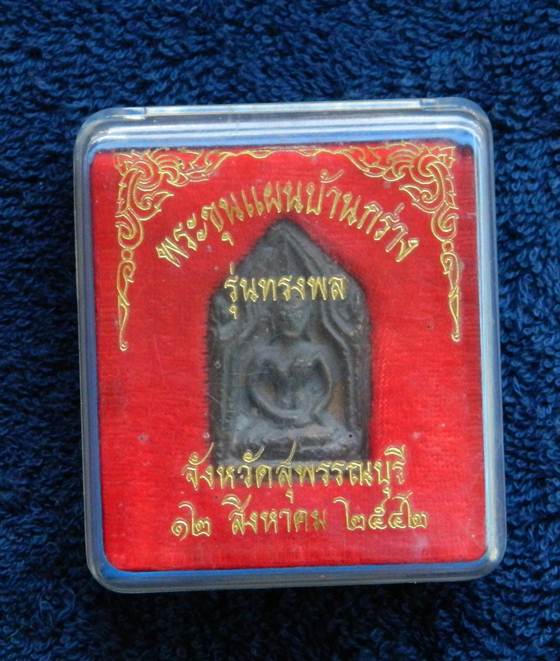 พระขุนแผนบ้านกร่าง
รุ่นทรงพล
จังหวัดสุพรรณบุรี
๑๒ สิงหาคม ๒๕๔๒